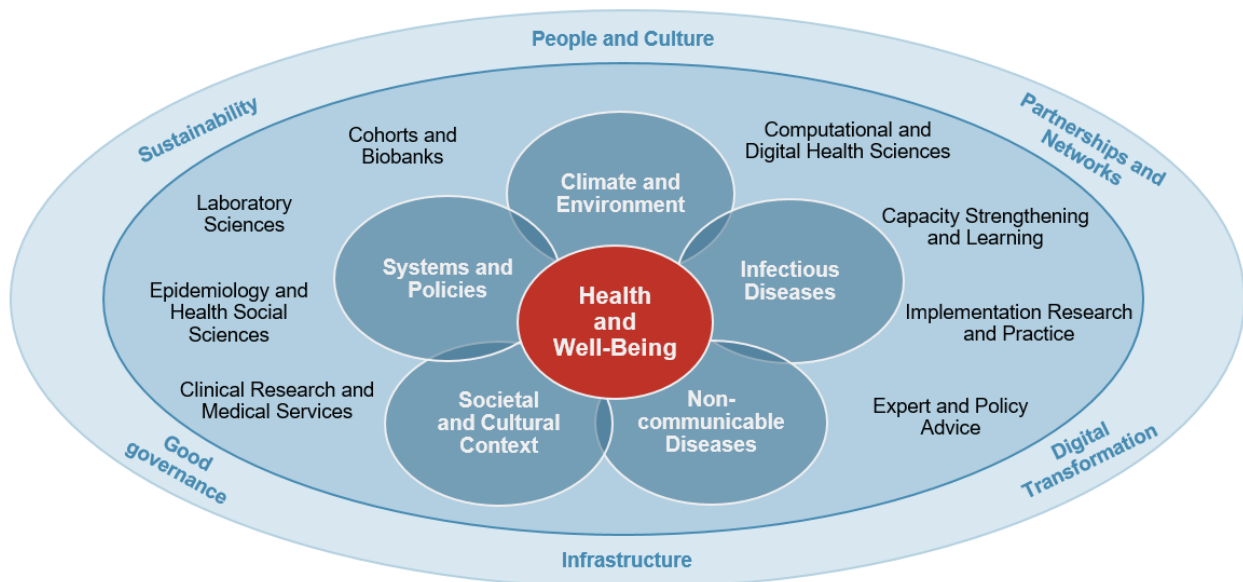 People and Culture
Sustainability
Partnerships and
Networks
Cohorts and
Biobanks
Computational and
Digital Health Sciences
Climate and
Environment
Laboratory
Sciences
Capacity Strengthening
and Learning
Systems and
Policies
Infectious
Diseases
Health
and
Well-Being
Epidemiology and
Health Social
Sciences
Implementation Research
and Practice
Clinical Research and
Medical Services
Societal
and Cultural
Context
Non-
communicable
Diseases
Expert and Policy
Advice
Good
governance
Digital
Transformation
Infrastructure